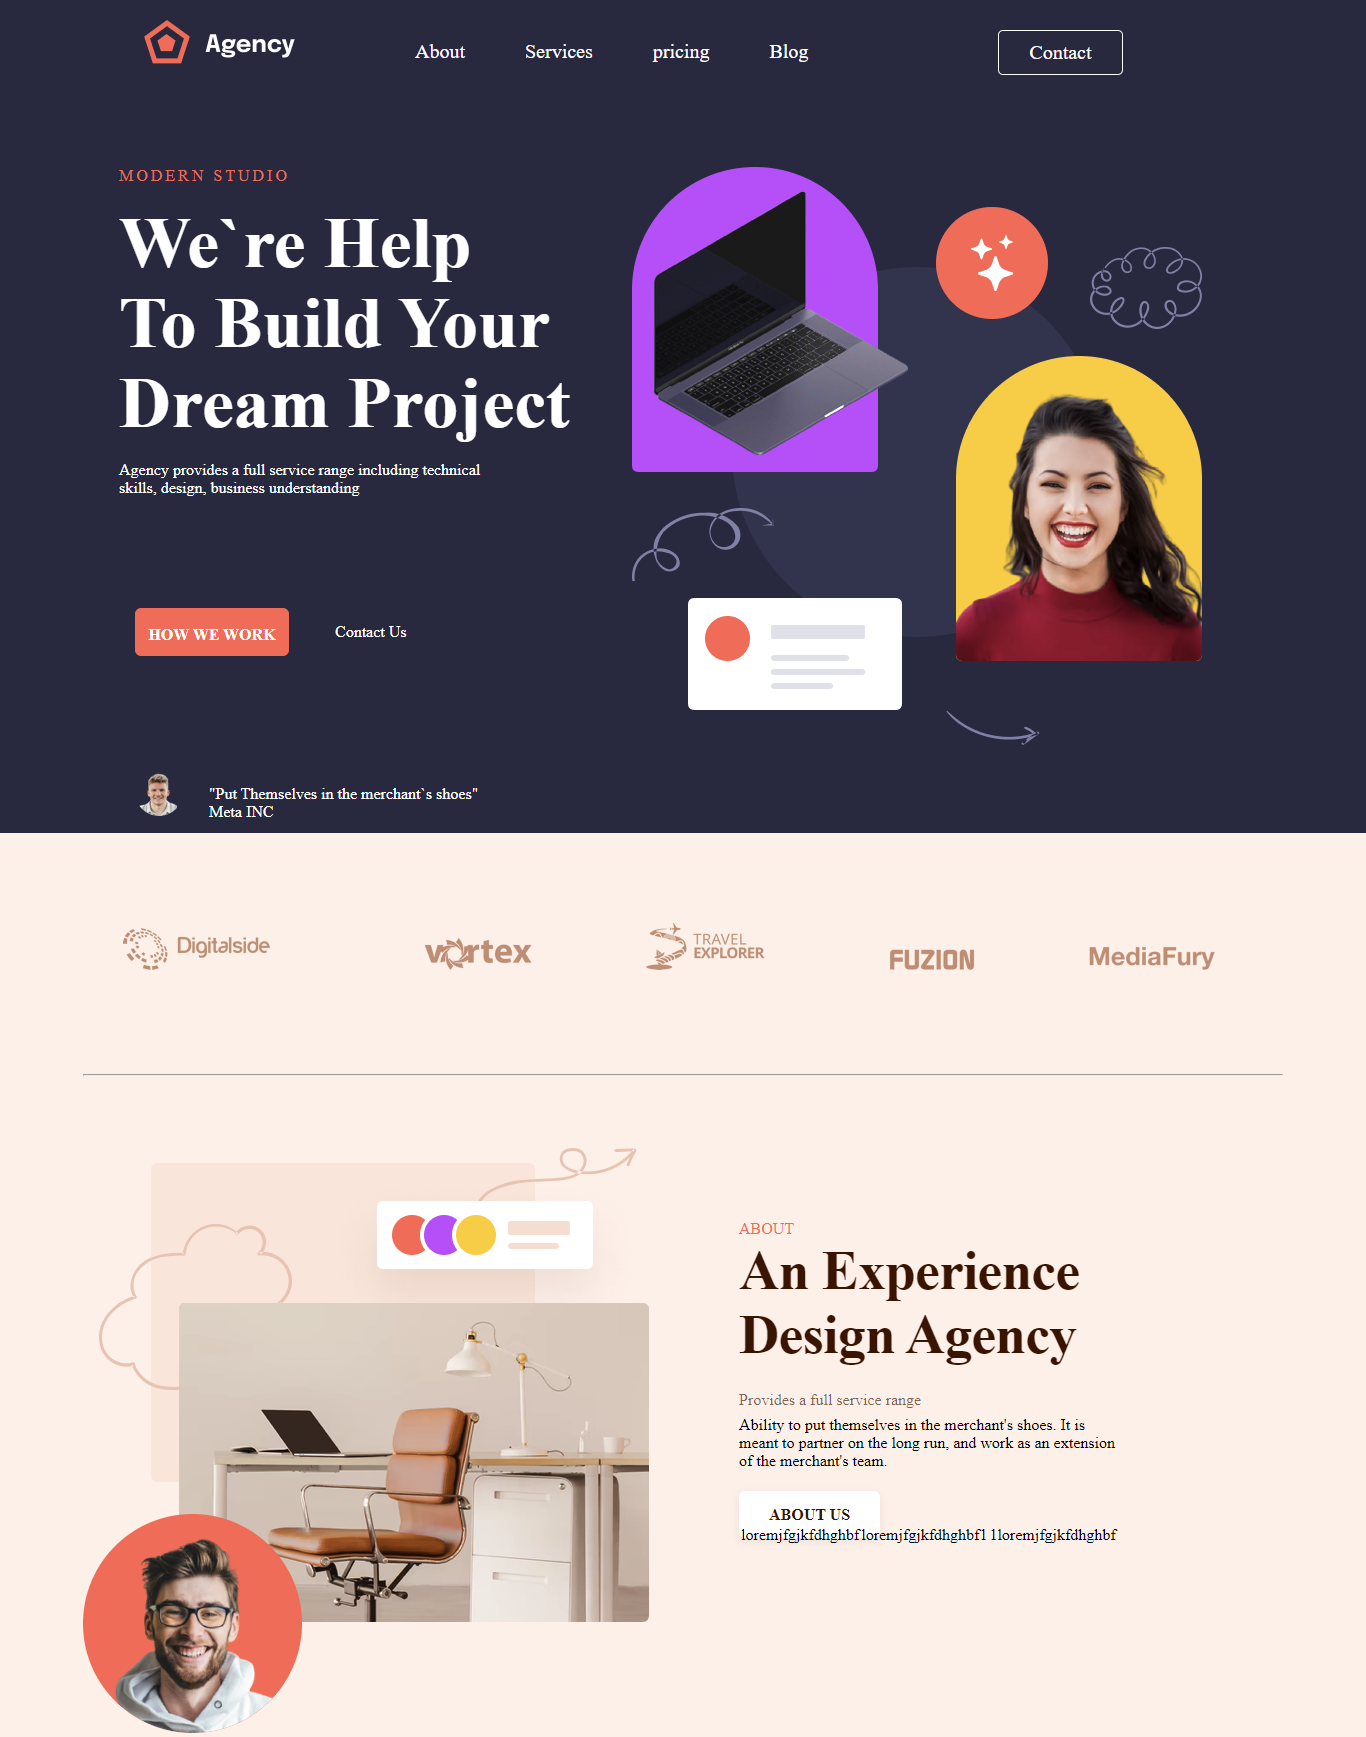 Agency
About Services pricing Blog
Contact
MODERN STUDIO
We`re Help
To Build Your
Dream Project
Agency provides a full service range including technical
skills, design, business understanding
HOW WE WORK
Contact Us
"Put Themselves in the merchant`s shoes"
Meta INC
Digitalside
vortex
TRAVEL
EXPLORER
FUZION
MediaFury
ABOUT
An Experience
Design Agency
Provides a full service range
Ability to put themselves in the merchant's shoes. It is
meant to partner on the long run, and work as an extension
of the merchant's team.
ABOUT US
loremjfgjkfdhghbfloremjfgjkfdhghbf1 1loremjfgjkfdhghbf